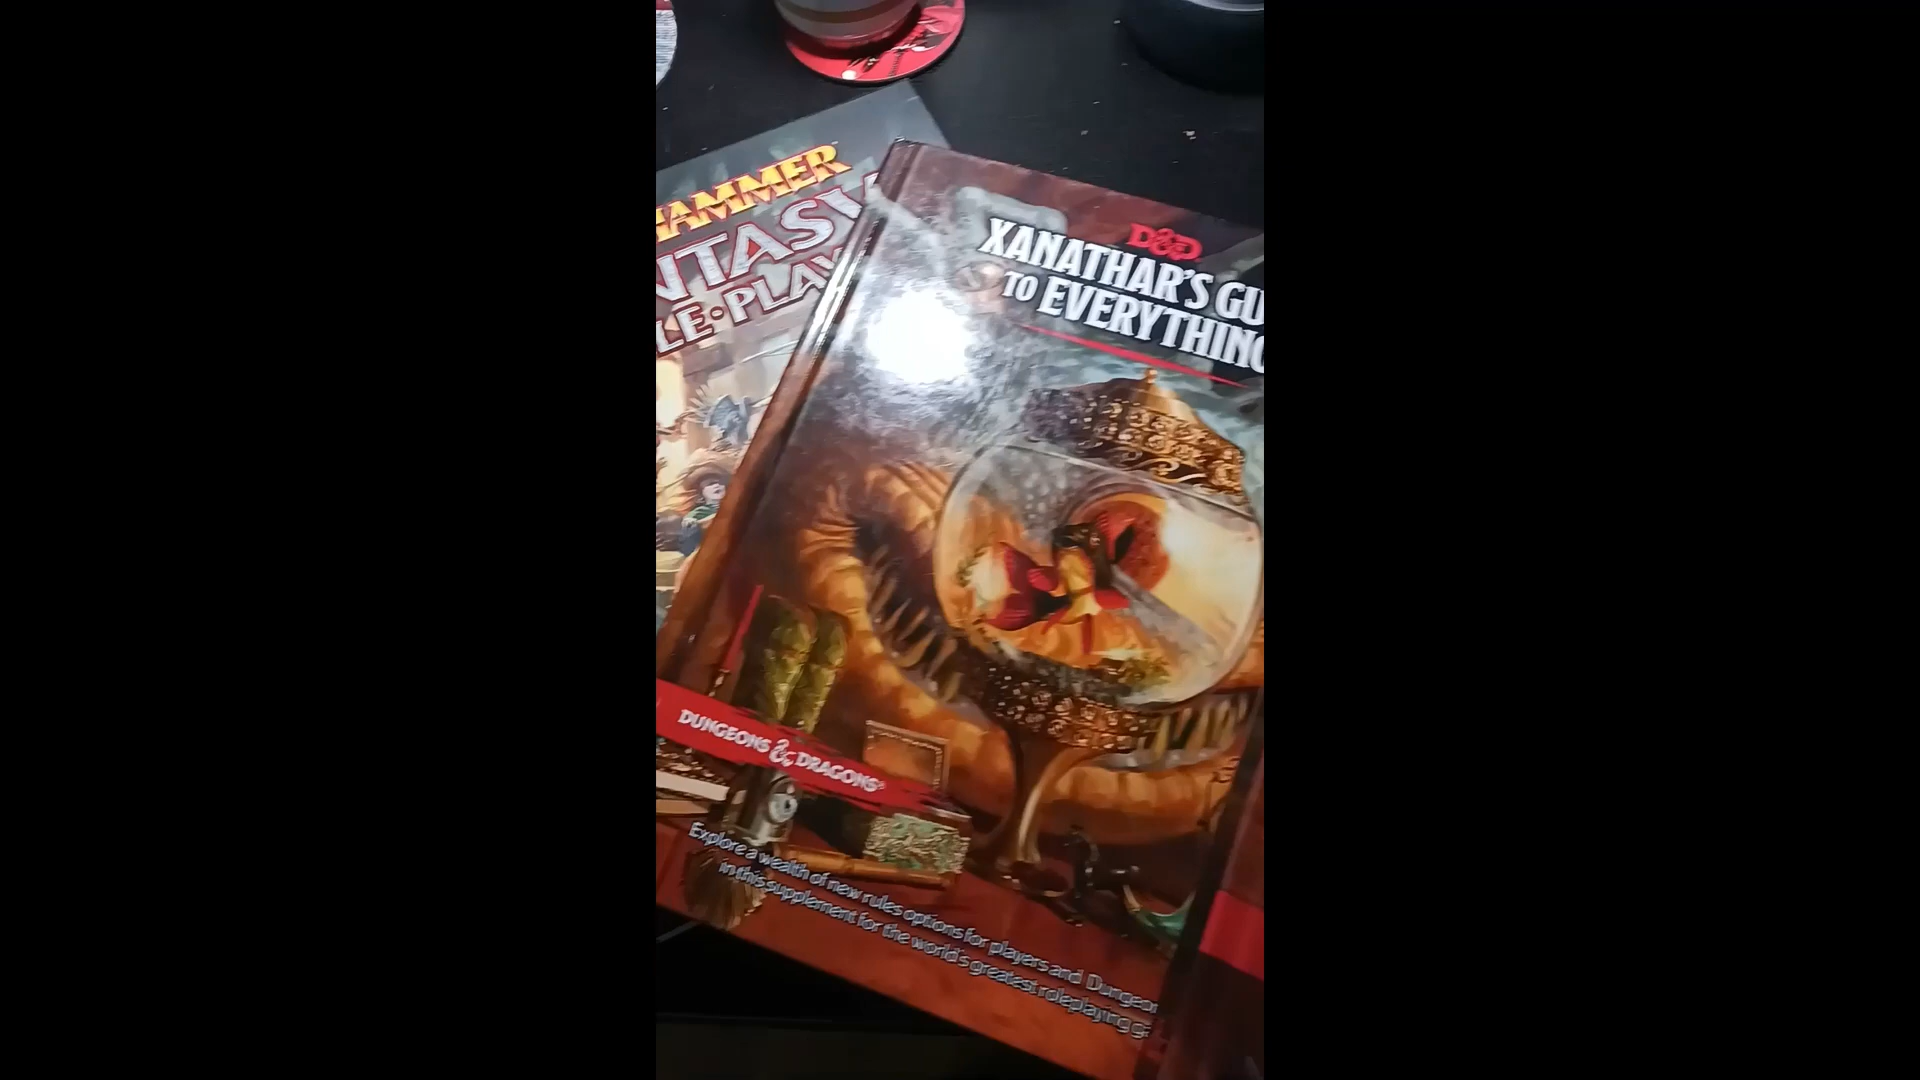 HAMMER
NTASY
LE•PLAY
D&D
XANATHAR'S GU
TO EVERYTHING
DUNGEONS & DRAGONS
Explore a wealth of new rules options for players and Dungeon
in this supplement for the world's greatest roleplaying g